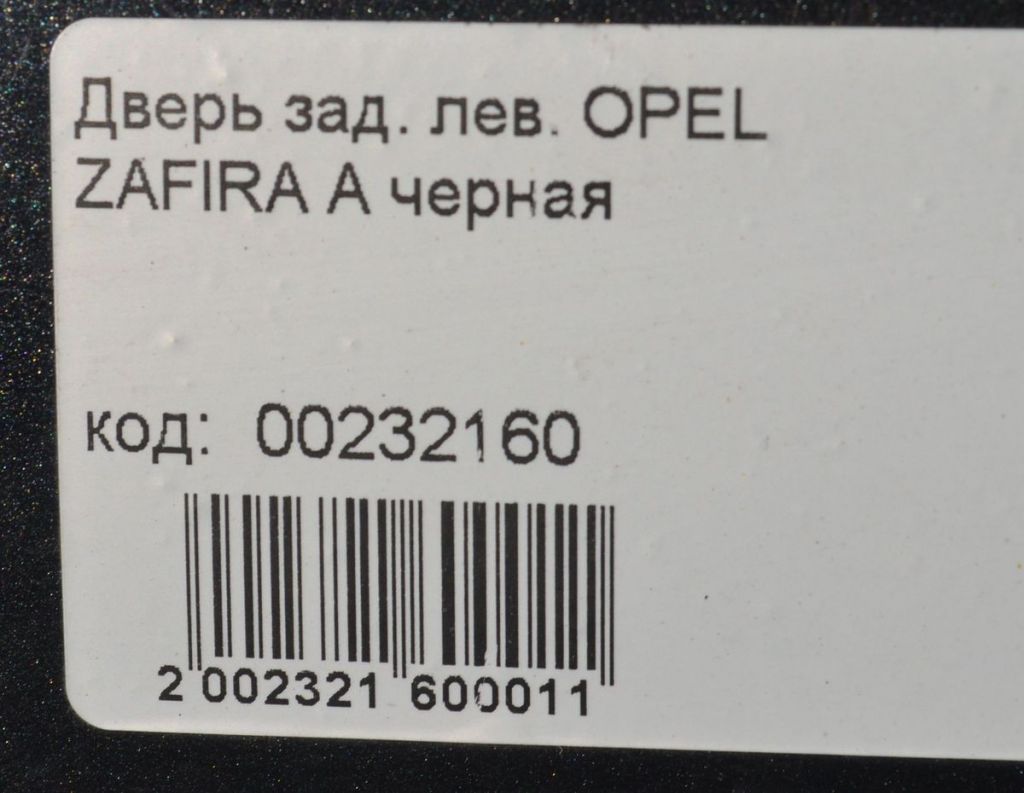 Дверь зад. лев. OPEL
ZAFIRA A черная
код: 00232160
2 002321 600011